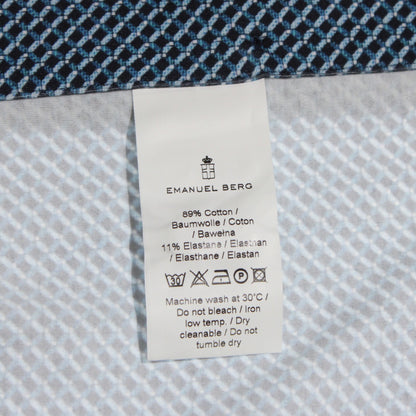 EMANUEL BERG
89% Cotton /
Baumwolle / Coton
/ Bawełna
11% Elastane / Elasthan
/ Elasthane / Elastan
30 P
Machine wash at 30°C /
Do not bleach / Iron
low temp. / Dry
cleanable / Do not
tumble dry